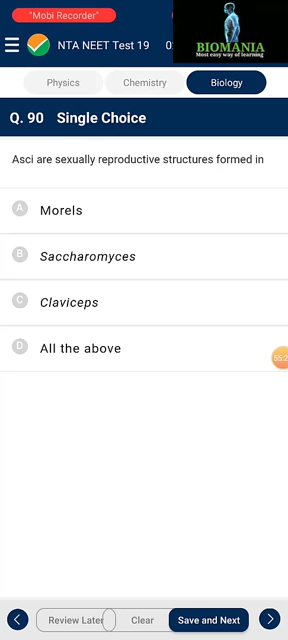 "Mobi Recorder"
NTA NEET Test 19
BIOMANIA
Most easy way of learning
Physics Chemistry Biology
Q. 90 Single Choice
Asci are sexually reproductive structures formed in
A Morels
B Saccharomyces
C Claviceps
D All the above
Review Later Clear Save and Next